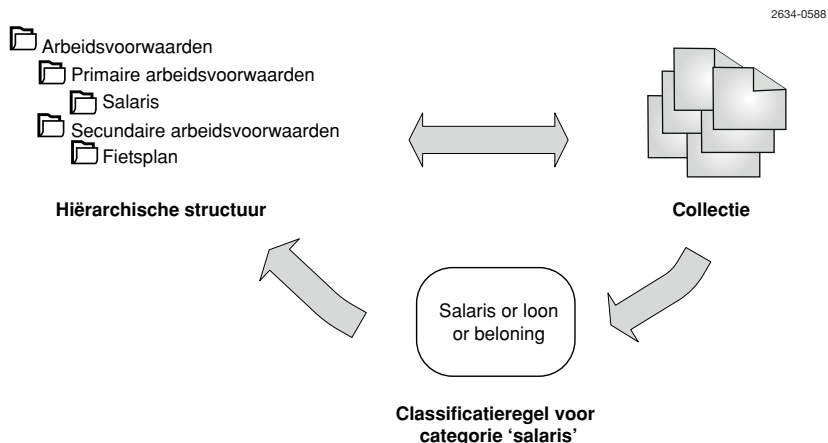 2634-0588
Arbeidsvoorwaarden
Primaire arbeidsvoorwaarden
Salaris
Secundaire arbeidsvoorwaarden
Fietsplan
Hiërarchische structuur
Collectie
Salaris or loon
or beloning
Classificatieregel voor
categorie ‘salaris’